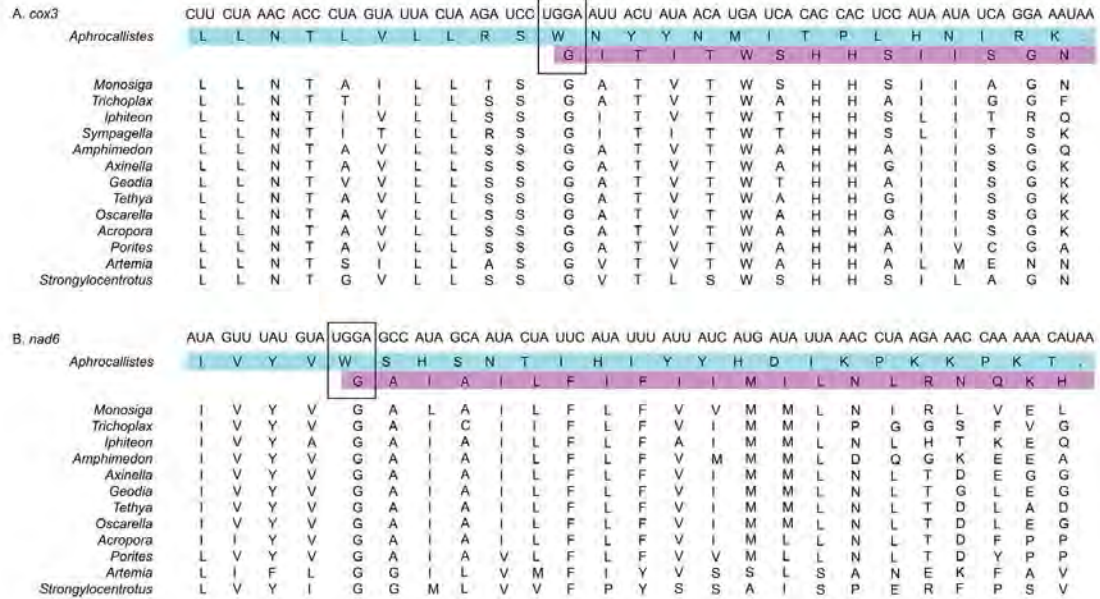 A. cox3 CUU CUA AAC ACC CUA GUA UUA CUA AGA UCC UGGA AUU ACU AUA ACA UGA UCA CAC CAC UCC AUA AUA UCA GGA AAUAA
Aphrocallistes L L N T L V L L R S W N Y Y N M I T P L H N I R K .
G I T I T W S H H S I I S G N
Monosiga L L N T A I L L T S G A T V T W S H H S I I A G N
Trichoplax L L N T T I L L S S G A T V T W A H H A I I G G F
Iphiteon L L N T I V L L S S G I T V T W T H H S L I T R Q
Sympagella L L N T I T L L R S G I T I T W T H H S L I T S K
Amphimedon L L N T A V L L S S G A T V T W A H H A I I S G Q
Axinella L L N T A V L L S S G A T V T W A H H G I I S G K
Geodia L L N T V V L L S S G A T V T W T H H A I I S G K
Tethya L L N T A V L L S S G A T V T W A H H G I I S G K
Oscarella L L N T A V L L S S G A T V T W A H H G I I S G K
Acropora L L N T A V L L S S G A T V T W A H H A I I S G K
Porites L L N T A V L L S S G A T V T W A H H A I V C G A
Artemia L L N T S I L L A S G V T V T W A H H A L M E N N
Strongylocentrotus L L N T G V L L S S G V T L S W S H H S I L A G N
B. nad6 AUA GUU UAU GUA UGGA GCC AUA GCA AUA CUA UUC AUA UUU AUU AUC AUG AUA UUA AAC CUA AGA AAC CAA AAA CAUAA
Aphrocallistes I V Y V W S H S N T I H I Y Y H D I K P K K P K T .
G A I A I L F I F I I M I L N L R N Q K H
Monosiga I V Y V G A L A I L F L F V V M M L N I R L V E L
Trichoplax I V Y V G A I C I I F L F V I M M I P G G S F V G
Iphiteon I V Y A G A I A I L F L F A I M M L N L H T K E Q
Amphimedon I V Y V G A I A I L F L F V M M M L D Q G K E E A
Axinella I V Y V G A I A I L F L F V I M M L N L T D E G G
Geodia I V Y V G A I A I L F L F V I M M L N L T G L E G
Tethya I V Y V G A I A I L F L F V I M M L N L T D L A D
Oscarella I V Y V G A I A I L F L F V I M M L N L T D L E G
Acropora I I Y V G A I A I L F L F V I M L L N L T D F P P
Porites L V Y V G A I A V L F L F V V M L L N L T D Y P P
Artemia L I F L G G I L V M F I Y V S S L S A N E K F A V
Strongylocentrotus L V Y I G G M L V V F P Y S S A I S P E R F P S V